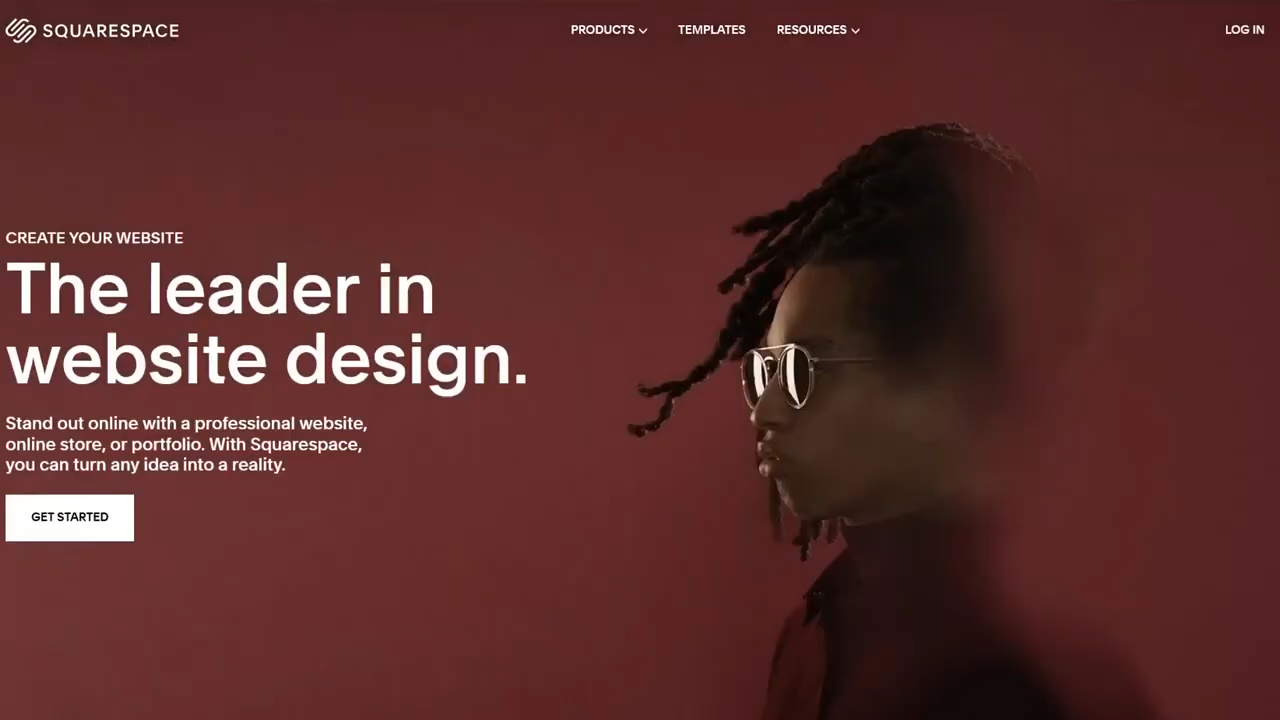 SQUARESPACE
PRODUCTS
TEMPLATES
RESOURCES
LOG IN
CREATE YOUR WEBSITE
The leader in
website design.
Stand out online with a professional website,
online store, or portfolio. With Squarespace,
you can turn any idea into a reality.
GET STARTED